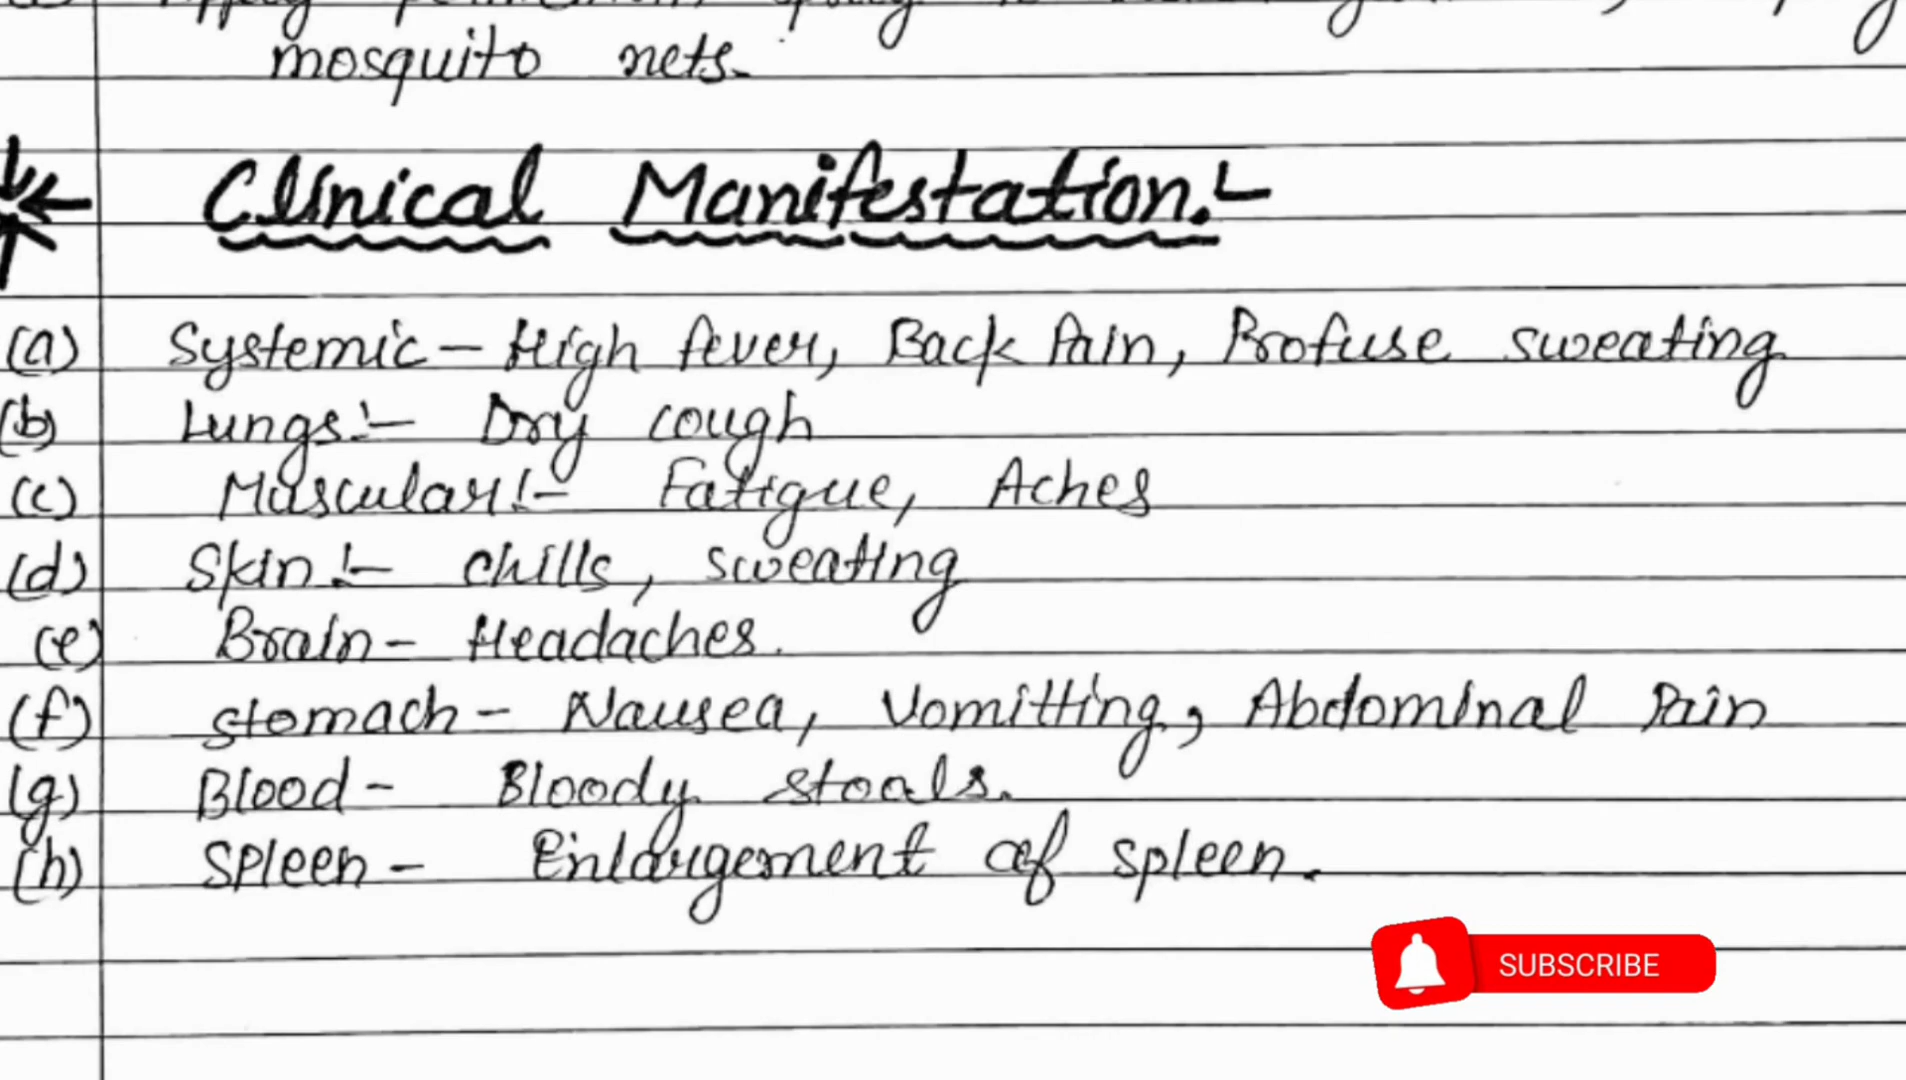 mosquito nets.
Clinical Manifestation:-
(a) Systemic - High fever, Back Pain, Profuse sweating
(b) Lungs:- Dry cough
(c) Muscular:- Fatigue, Aches
(d) Skin:- chills, sweating
(e) Brain - Headaches.
(f) stomach - Nausea, Vomitting, Abdominal Pain
(g) Blood - Bloody stools.
(h) Spleen - Enlargement of spleen.
SUBSCRIBE